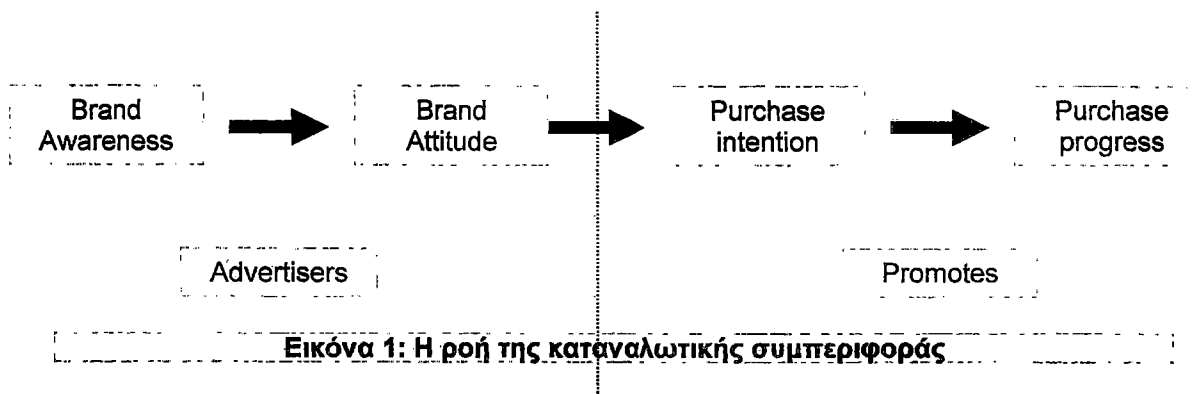 Brand
Awareness
Brand
Attitude
Purchase
intention
Purchase
progress
Advertisers
Promotes
Εικόνα 1: Η ροή της καταναλωτικής συμπεριφοράς